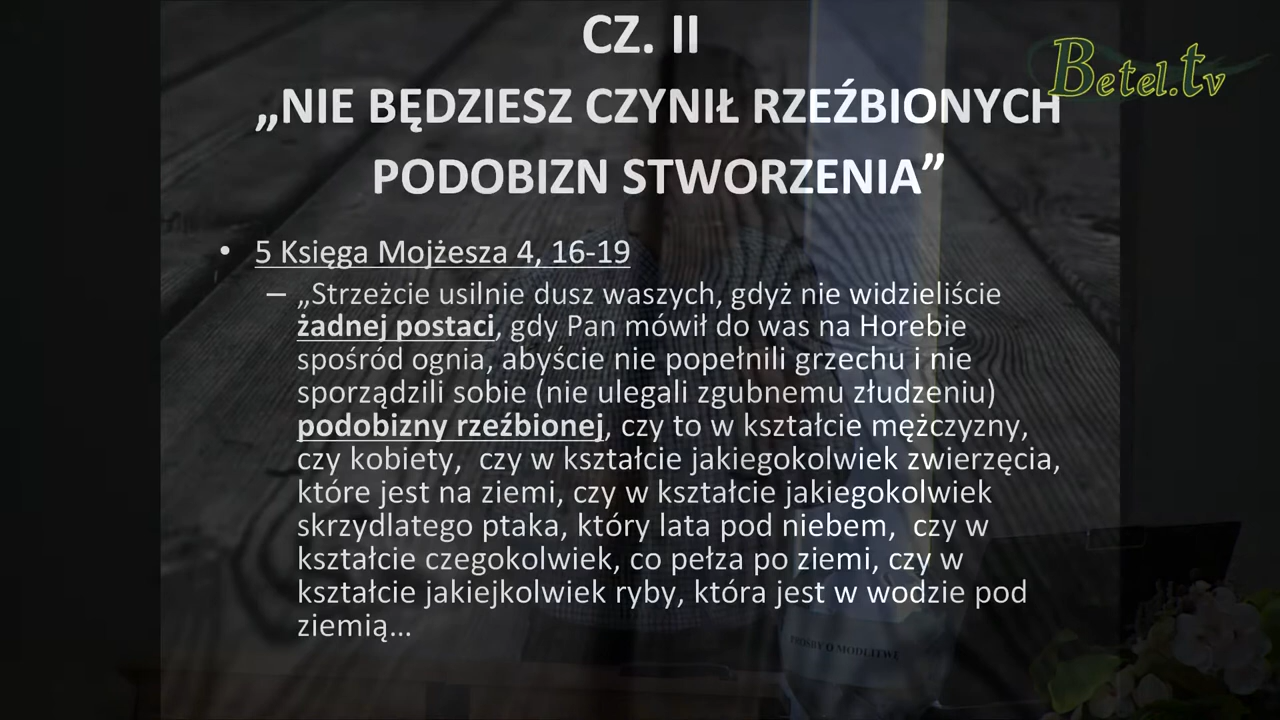 CZ. II
Betel.tv
„NIE BĘDZIESZ CZYNIŁ RZEŹBIONYCH
PODOBIZN STWORZENIA”
• 5 Księga Mojżesza 4, 16-19
– „Strzeżcie usilnie dusz waszych, gdyż nie widzieliście
żadnej postaci, gdy Pan mówił do was na Horebie
spośród ognia, abyście nie popełnili grzechu i nie
sporządzili sobie (nie ulegali zgubnemu złudzeniu)
podobizny rzeźbionej, czy to w kształcie mężczyzny,
czy kobiety, czy w kształcie jakiegokolwiek zwierzęcia,
które jest na ziemi, czy w kształcie jakiegokolwiek
skrzydlatego ptaka, który lata pod niebem, czy w
kształcie czegokolwiek, co pełza po ziemi, czy w
kształcie jakiejkolwiek ryby, która jest w wodzie pod
ziemią...
PROŚBY O MODLITWĘ